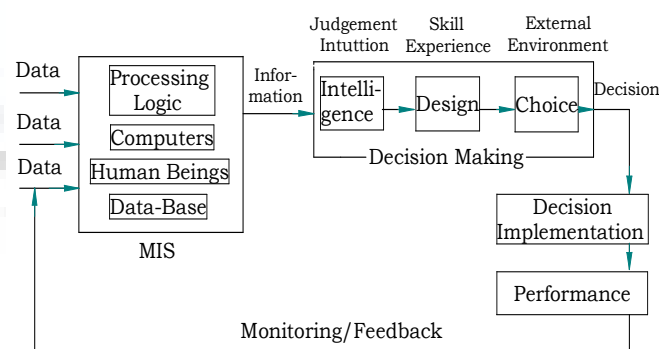 Judgement
Intuttion
Skill
Experience
External
Environment
Data
Data
Data
Processing
Logic
Computers
Human Beings
Data-Base
MIS
Infor-
mation
Intelli-
gence
Design
Choice
Decision
Decision Making
Decision
Implementation
Performance
Monitoring/Feedback